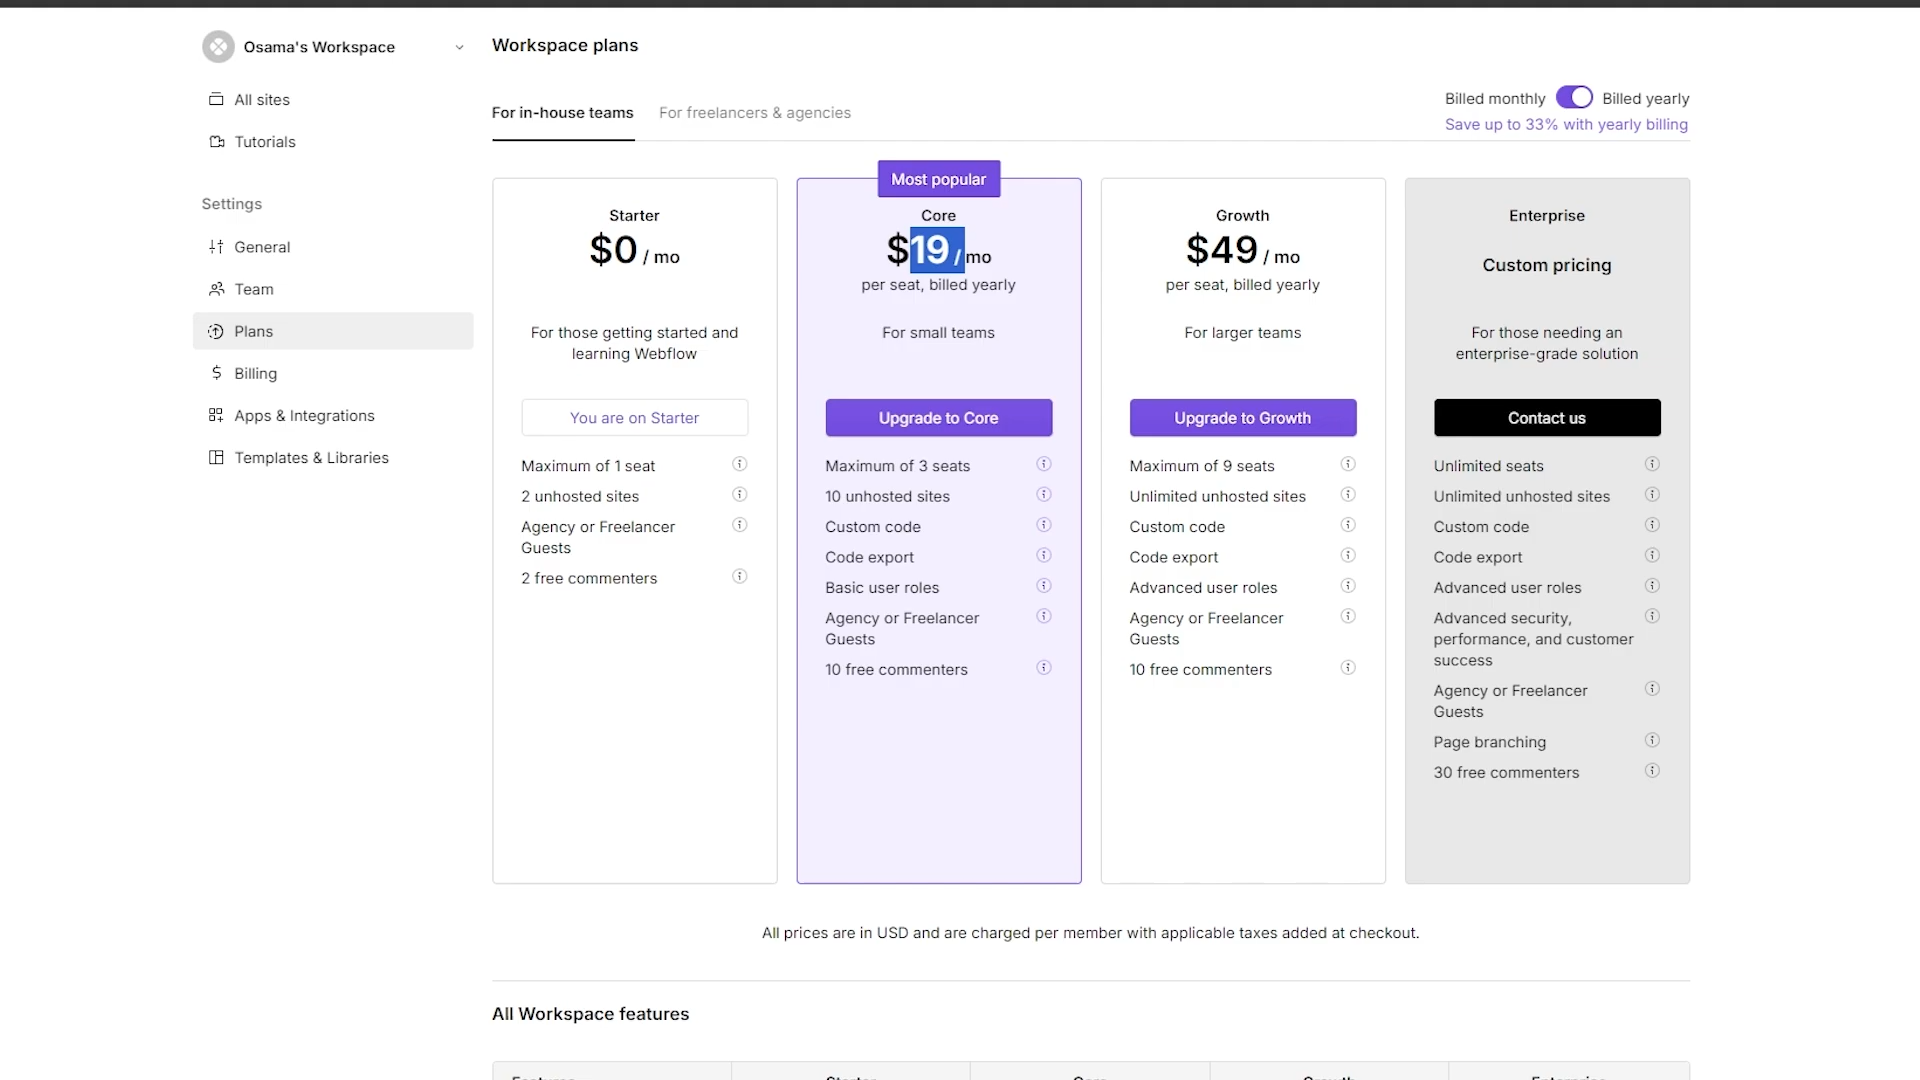 Osama's Workspace
All sites
Tutorials
Settings
General
Team
Plans
Billing
Apps & Integrations
Templates & Libraries
Workspace plans
For in-house teams
For freelancers & agencies
Billed monthly
Billed yearly
Save up to 33% with yearly billing
Starter
$0 / mo
For those getting started and
learning Webflow
You are on Starter
Maximum of 1 seat
2 unhosted sites
Agency or Freelancer
Guests
2 free commenters
Most popular
Core
$19 / mo
per seat, billed yearly
For small teams
Upgrade to Core
Maximum of 3 seats
10 unhosted sites
Custom code
Code export
Basic user roles
Agency or Freelancer
Guests
10 free commenters
Growth
$49 / mo
per seat, billed yearly
For larger teams
Upgrade to Growth
Maximum of 9 seats
Unlimited unhosted sites
Custom code
Code export
Advanced user roles
Agency or Freelancer
Guests
10 free commenters
Enterprise
Custom pricing
For those needing an
enterprise-grade solution
Contact us
Unlimited seats
Unlimited unhosted sites
Custom code
Code export
Advanced user roles
Advanced security,
performance, and customer
success
Agency or Freelancer
Guests
Page branching
30 free commenters
All prices are in USD and are charged per member with applicable taxes added at checkout.
All Workspace features
Features Starter Core Growth Enterprise